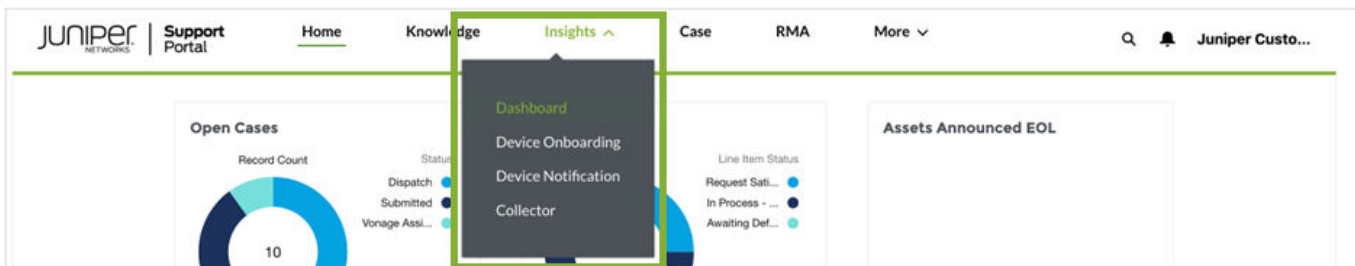 JUNIPER NETWORKS
Support Portal
Home
Knowledge
Insights
Case
RMA
More
Juniper Custo...
Dashboard
Device Onboarding
Device Notification
Collector
Open Cases
Record Count
Status
Dispatch
Submitted
Vonage Assi...
10
Line Item Status
Request Sati...
In Process - ...
Awaiting Def...
Assets Announced EOL